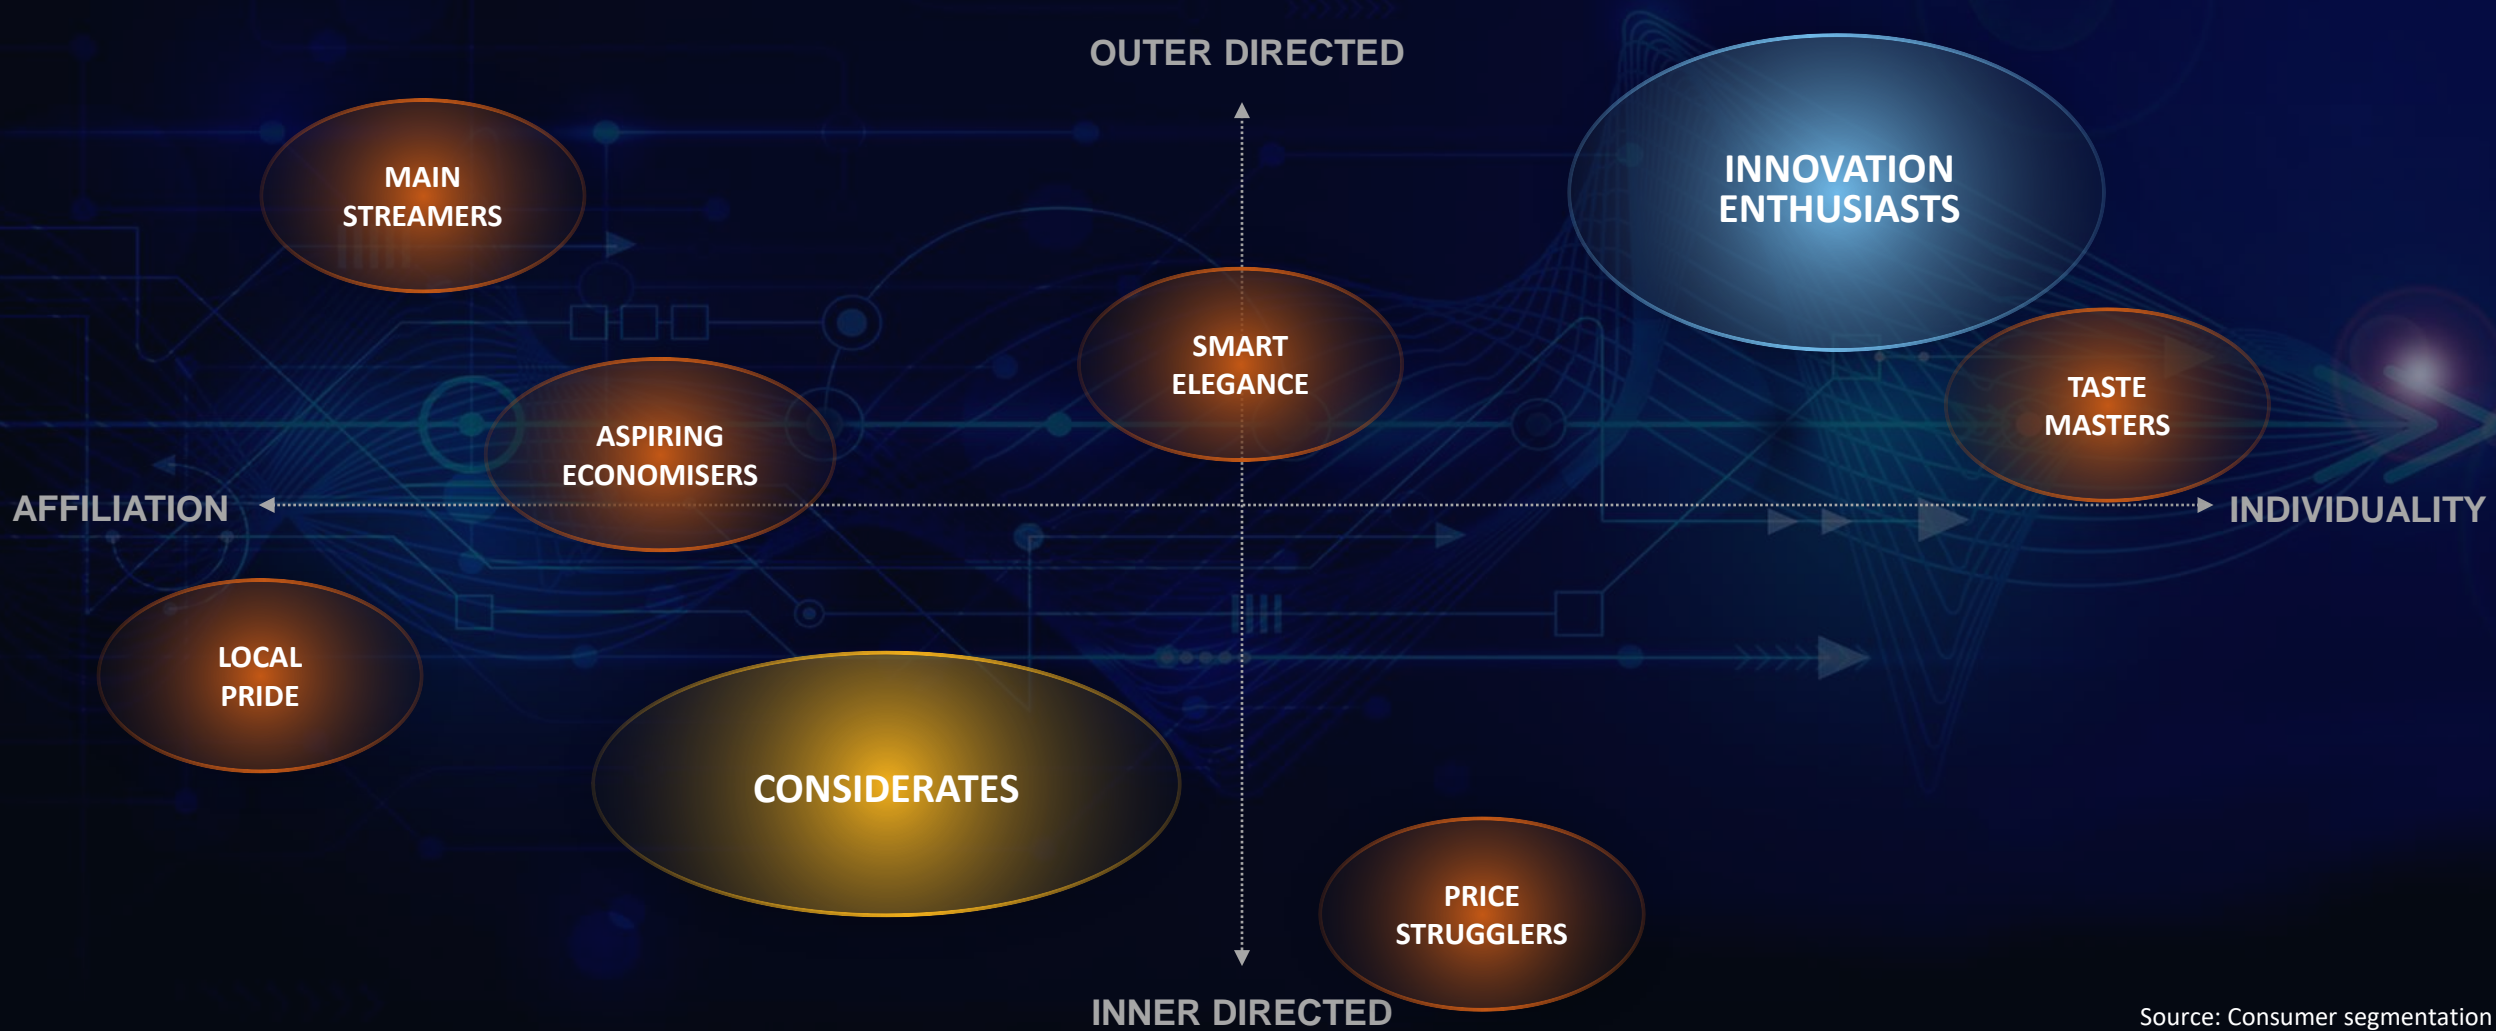 OUTER DIRECTED
MAIN
STREAMERS
INNOVATION
ENTHUSIASTS
SMART
ELEGANCE
TASTE
MASTERS
ASPIRING
ECONOMISERS
AFFILIATION
INDIVIDUALITY
LOCAL
PRIDE
CONSIDERATES
PRICE
STRUGGLERS
INNER DIRECTED
Source: Consumer segmentation